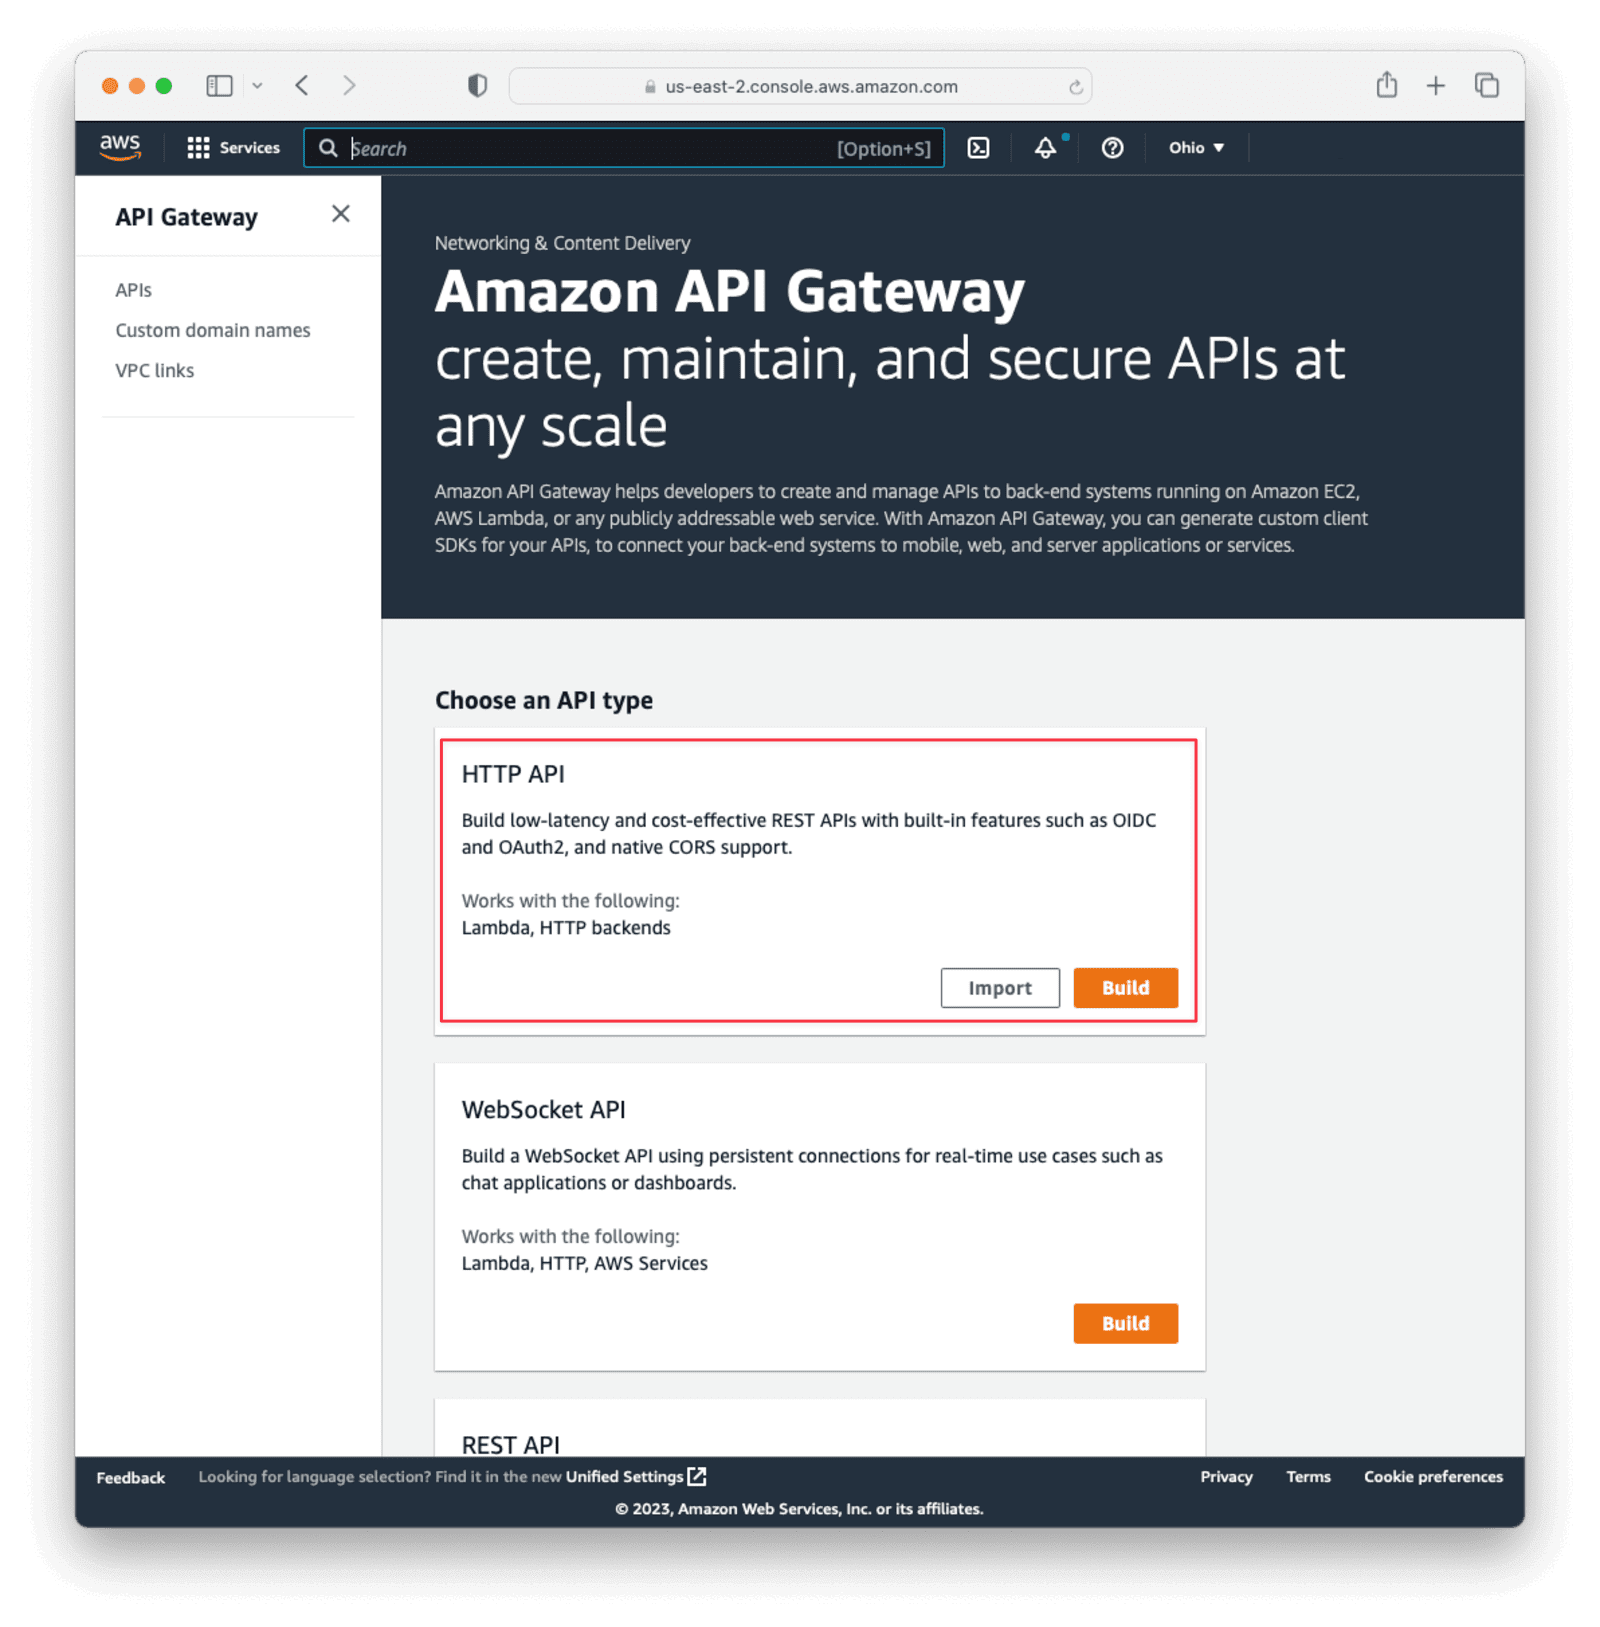 us-east-2.console.aws.amazon.com
aws
Services
Search
[Option+S]
Ohio
API Gateway
APIs
Custom domain names
VPC links
Networking & Content Delivery
Amazon API Gateway
create, maintain, and secure APIs at
any scale
Amazon API Gateway helps developers to create and manage APIs to back-end systems running on Amazon EC2,
AWS Lambda, or any publicly addressable web service. With Amazon API Gateway, you can generate custom client
SDKs for your APIs, to connect your back-end systems to mobile, web, and server applications or services.
Choose an API type
HTTP API
Build low-latency and cost-effective REST APIs with built-in features such as OIDC
and OAuth2, and native CORS support.
Works with the following:
Lambda, HTTP backends
Import
Build
WebSocket API
Build a WebSocket API using persistent connections for real-time use cases such as
chat applications or dashboards.
Works with the following:
Lambda, HTTP, AWS Services
Build
REST API
Feedback
Looking for language selection? Find it in the new Unified Settings
Privacy
Terms
Cookie preferences
© 2023, Amazon Web Services, Inc. or its affiliates.